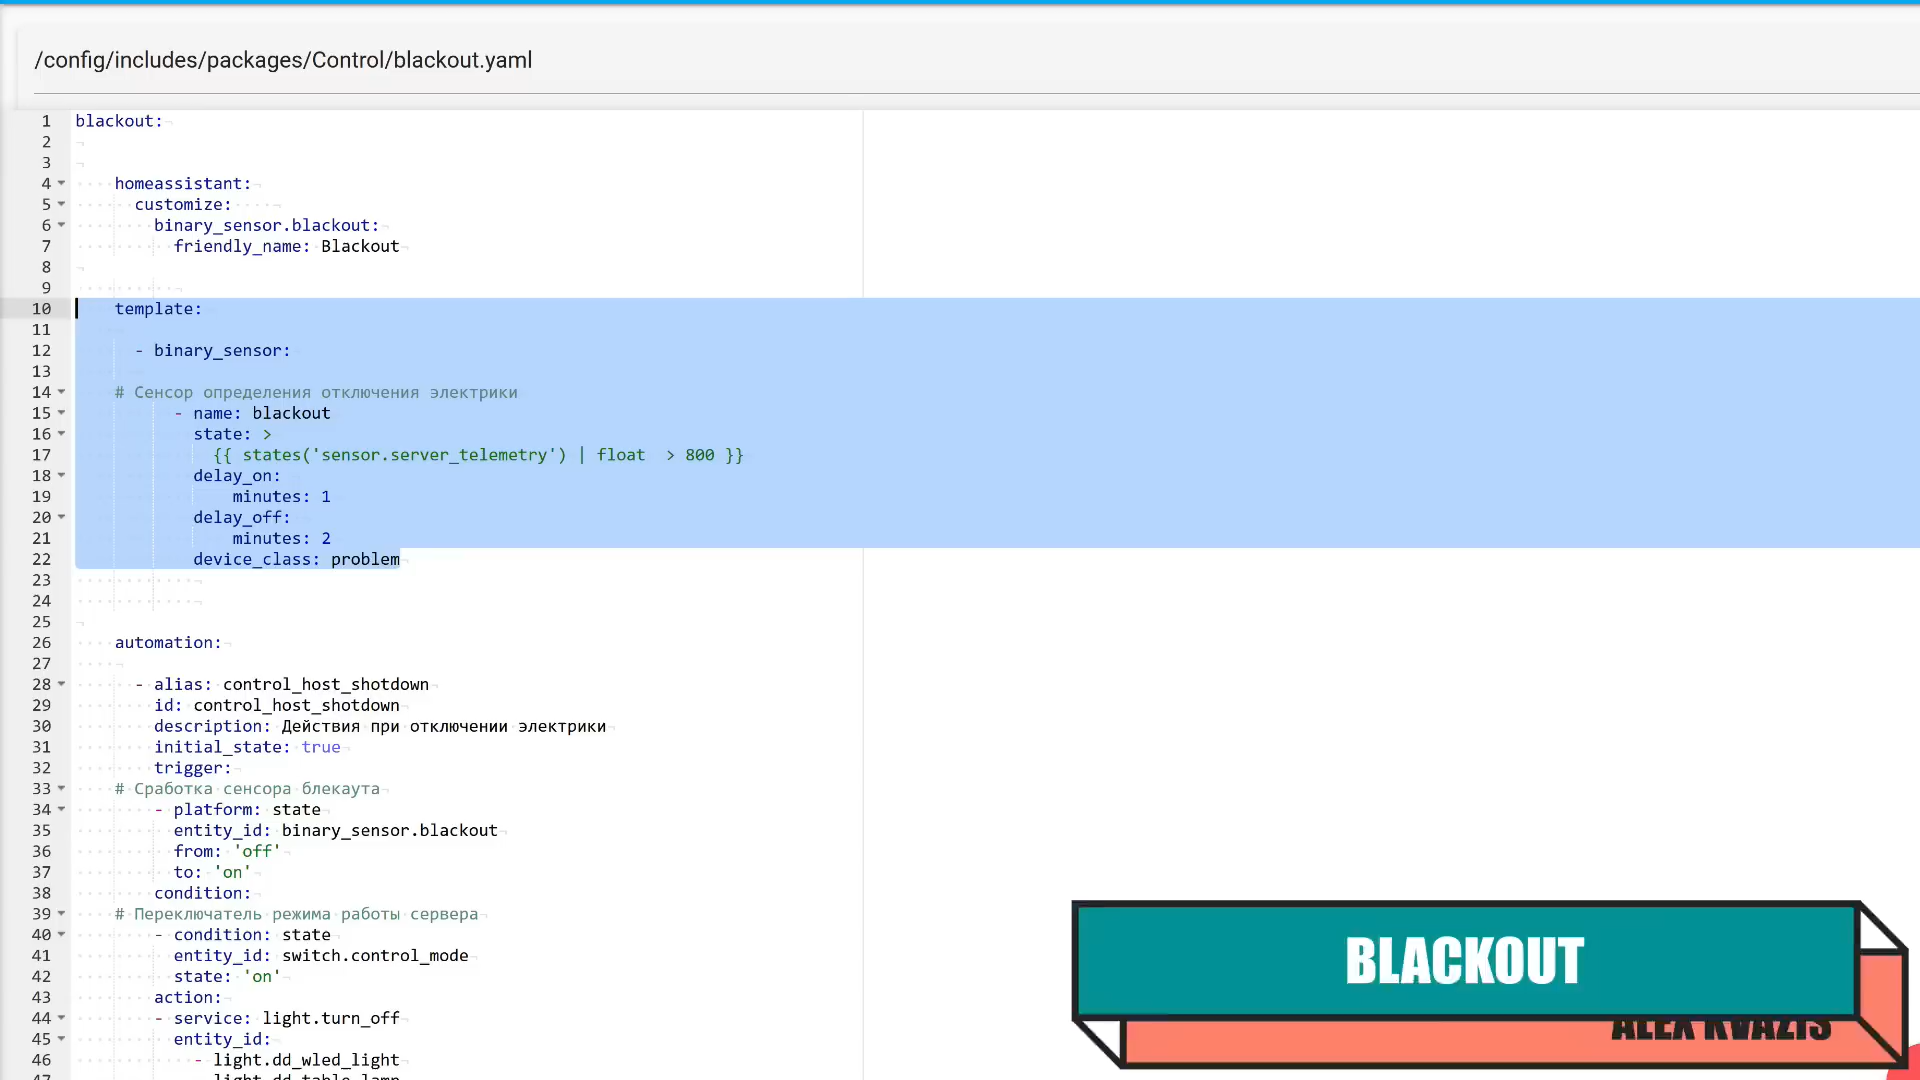 /config/includes/packages/Control/blackout.yaml
1 blackout:
2
3
4 homeassistant:
5 customize:
6 binary_sensor.blackout:
7 friendly_name: Blackout
8
9
10 template:
11
12 - binary_sensor:
13
14 # Сенсор определения отключения электрики
15 - name: blackout
16 state: >
17 {{ states('sensor.server_telemetry') | float  > 800 }}
18 delay_on:
19 minutes: 1
20 delay_off:
21 minutes: 2
22 device_class: problem
23
24
25
26 automation:
27
28 - alias: control_host_shotdown
29 id: control_host_shotdown
30 description: Действия при отключении электрики
31 initial_state: true
32 trigger:
33 # Сработка сенсора блекаута
34 - platform: state
35 entity_id: binary_sensor.blackout
36 from: 'off'
37 to: 'on'
38 condition:
39 # Переключатель режима работы сервера
40 - condition: state
41 entity_id: switch.control_mode
42 state: 'on'
43 action:
44 - service: light.turn_off
45 entity_id:
46 - light.dd_wled_light
47 light.dd_table_lamp
BLACKOUT
ALEX KVAZIS